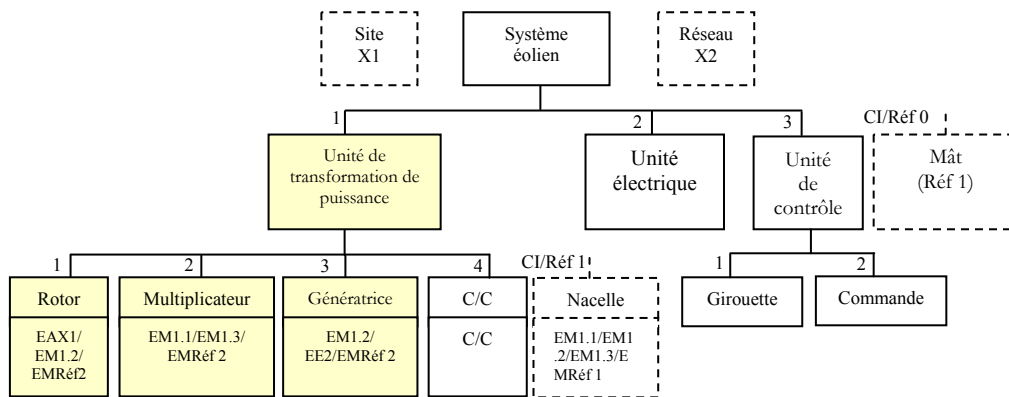 Site
X1
Système
éolien
Réseau
X2
1
2
3
CI/Réf 0
Unité de
transformation de
puissance
Unité
électrique
Unité
de
contrôle
Mât
(Réf 1)
1
2
3
4
CI/Réf 1
1
2
Rotor
Multiplicateur
Génératrice
C/C
Nacelle
Girouette
Commande
EAX1/
EM1.2/
EMRéf2
EM1.1/EM1.3/
EMRéf 2
EM1.2/
EE2/EMRéf 2
C/C
EM1.1/EM1
.2/EM1.3/E
MRéf 1